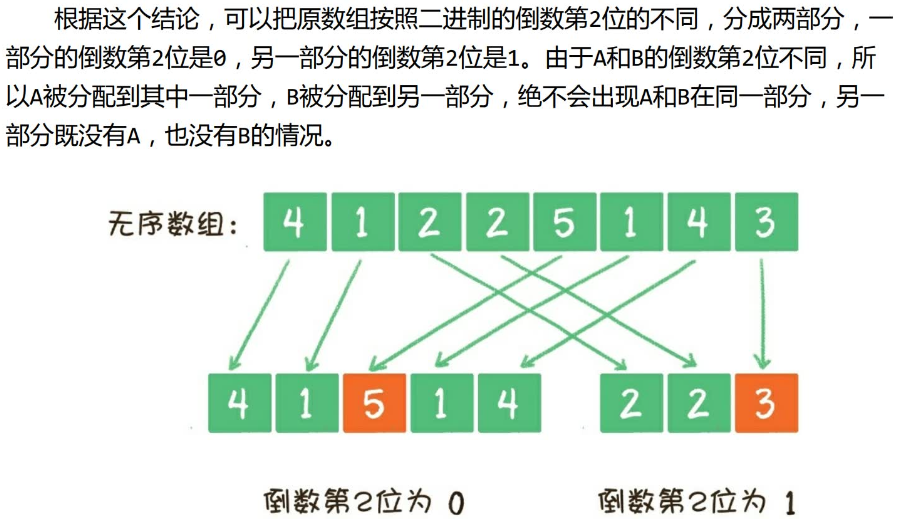 根据这个结论，可以把原数组按照二进制的倒数第2位的不同，分成两部分，一
部分的倒数第2位是0，另一部分的倒数第2位是1。由于A和B的倒数第2位不同，所
以A被分配到其中一部分，B被分配到另一部分，绝不会出现A和B在同一部分，另一
部分既没有A，也没有B的情况。
无序数组： 4 1 2 2 5 1 4 3
4 1 5 1 4 2 2 3
倒数第2位为 0 倒数第2位为 1